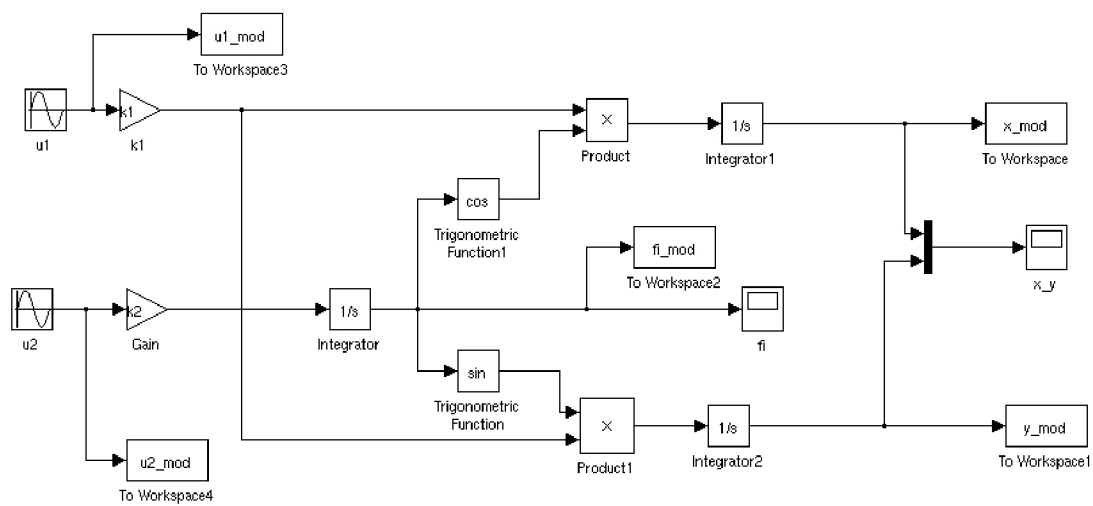 u1_mod
To Workspace3
k1
u1
k1
×
Product
1/s
Integrator1
x_mod
To Workspace
cos
Trigonometric
Function1
fi_mod
To Workspace2
x_y
k2
u2
Gain
1/s
Integrator
fi
sin
Trigonometric
Function
×
Product1
1/s
Integrator2
y_mod
To Workspace1
u2_mod
To Workspace4